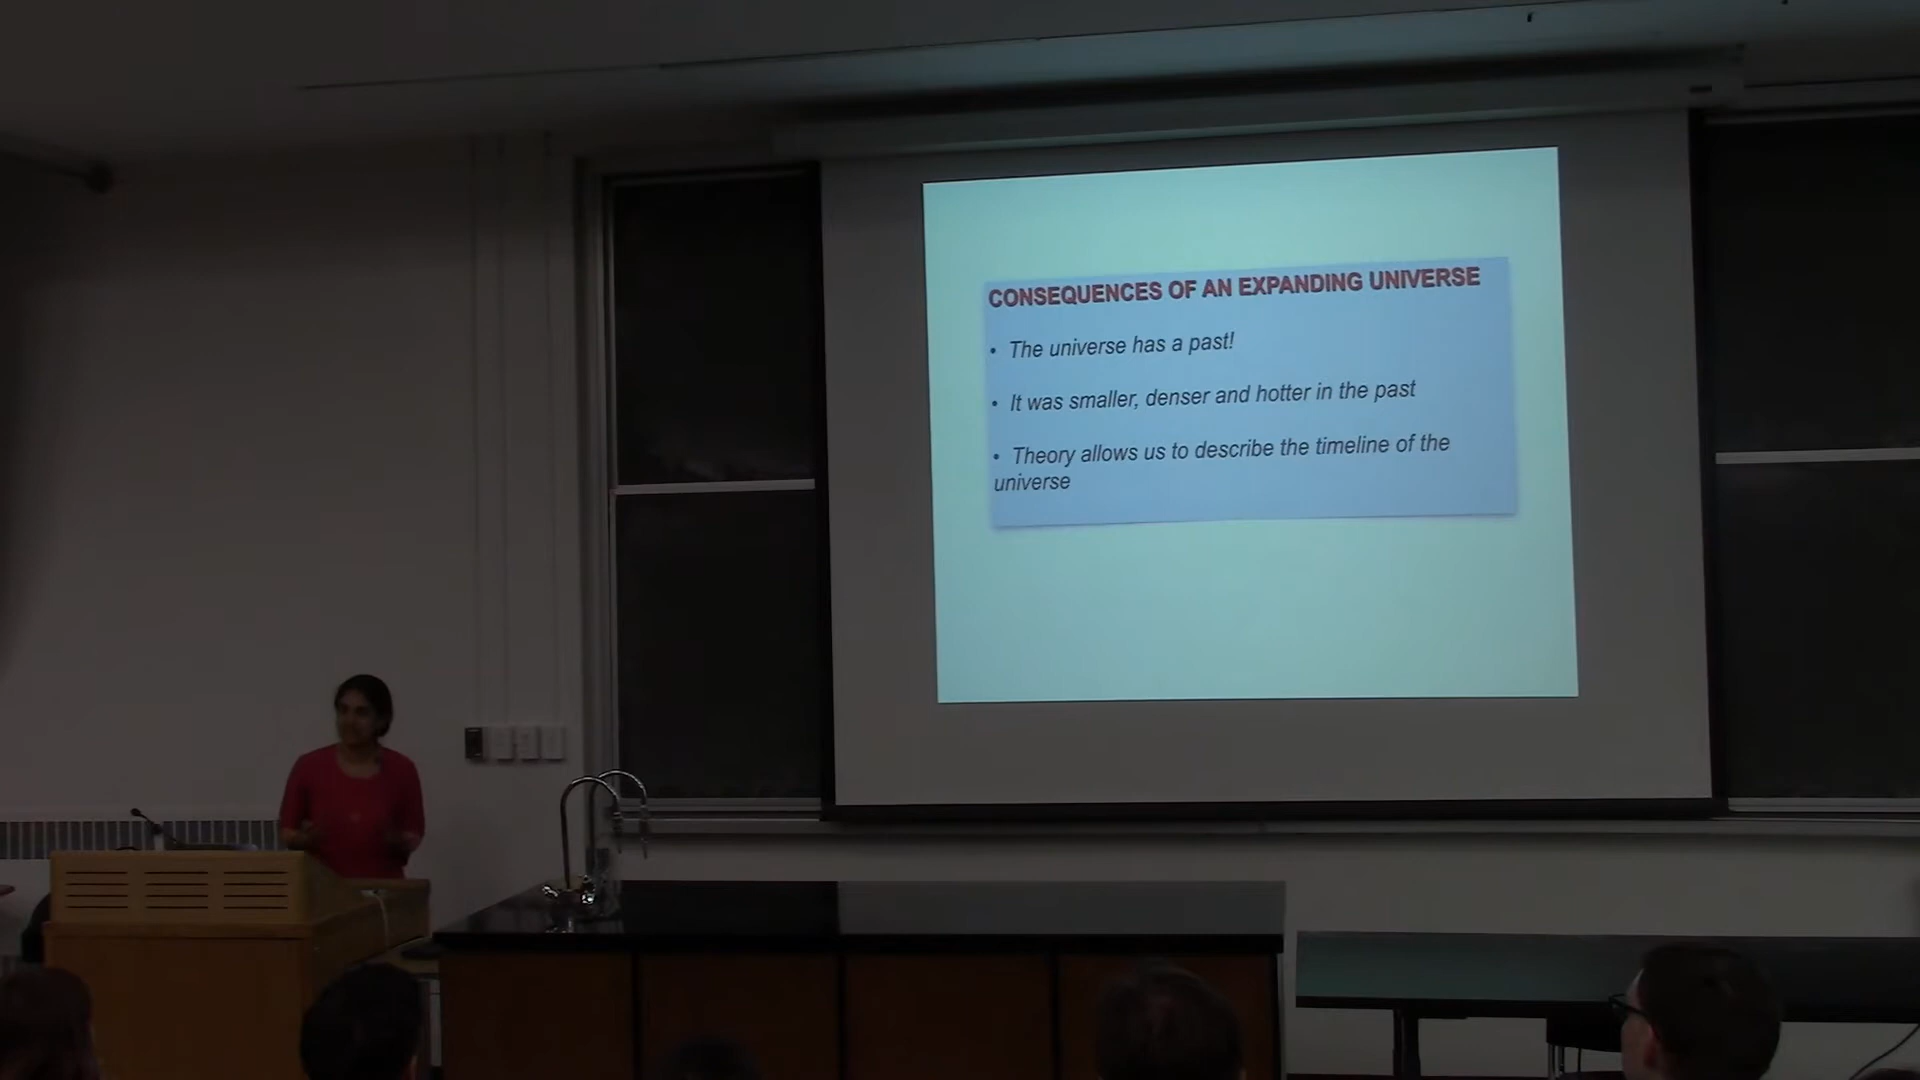 CONSEQUENCES OF AN EXPANDING UNIVERSE
• The universe has a past!
• It was smaller, denser and hotter in the past
• Theory allows us to describe the timeline of the
universe